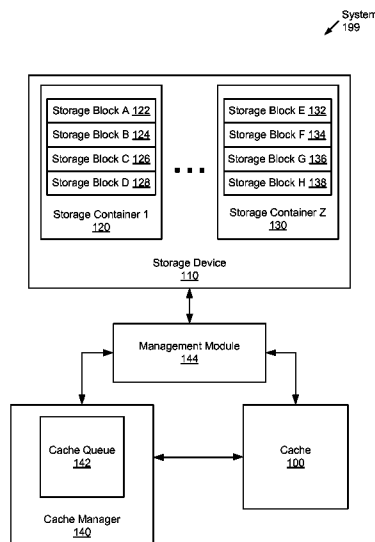 System
199
Storage Block A 122
Storage Block B 124
Storage Block C 126
Storage Block D 128
Storage Container 1
120
...
Storage Block E 132
Storage Block F 134
Storage Block G 136
Storage Block H 138
Storage Container Z
130
Storage Device
110
Management Module
144
Cache Queue
142
Cache Manager
140
Cache
100